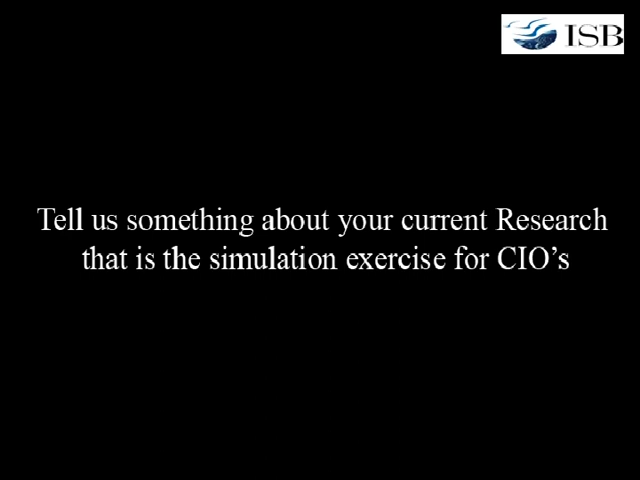 ISB
Tell us something about your current Research
that is the simulation exercise for CIO's